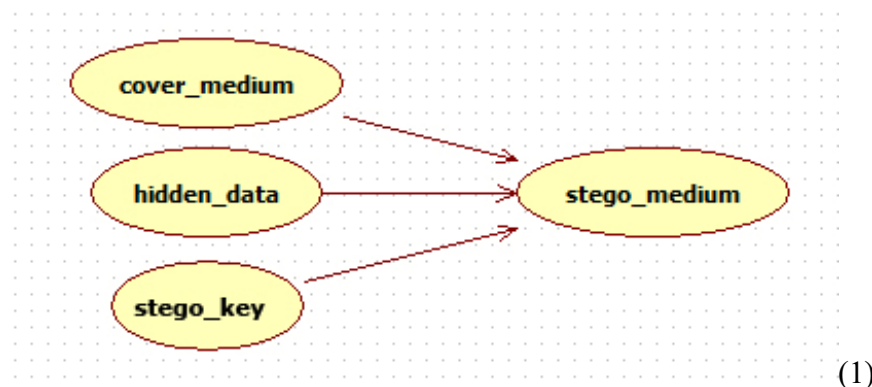 cover_medium
hidden_data
stego_medium
stego_key
(1)